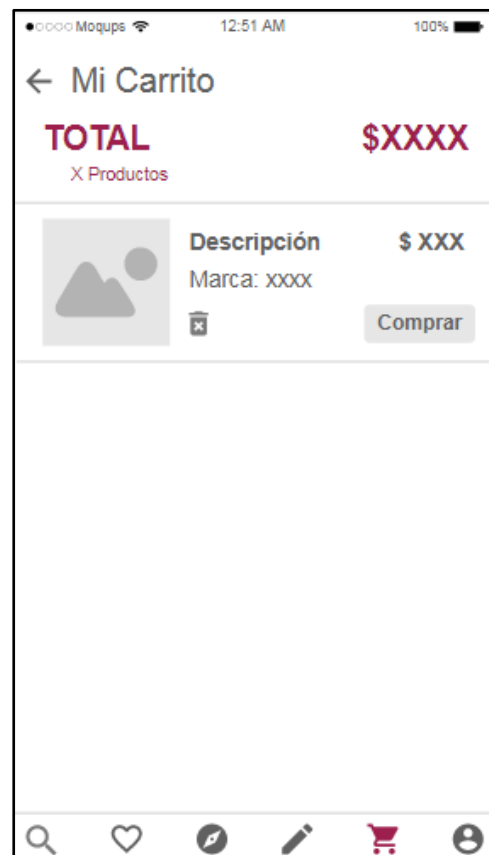 Moqups 12:51 AM 100%
Mi Carrito
TOTAL $XXXX
X Productos
Descripción $ XXX
Marca: xxxx
Comprar